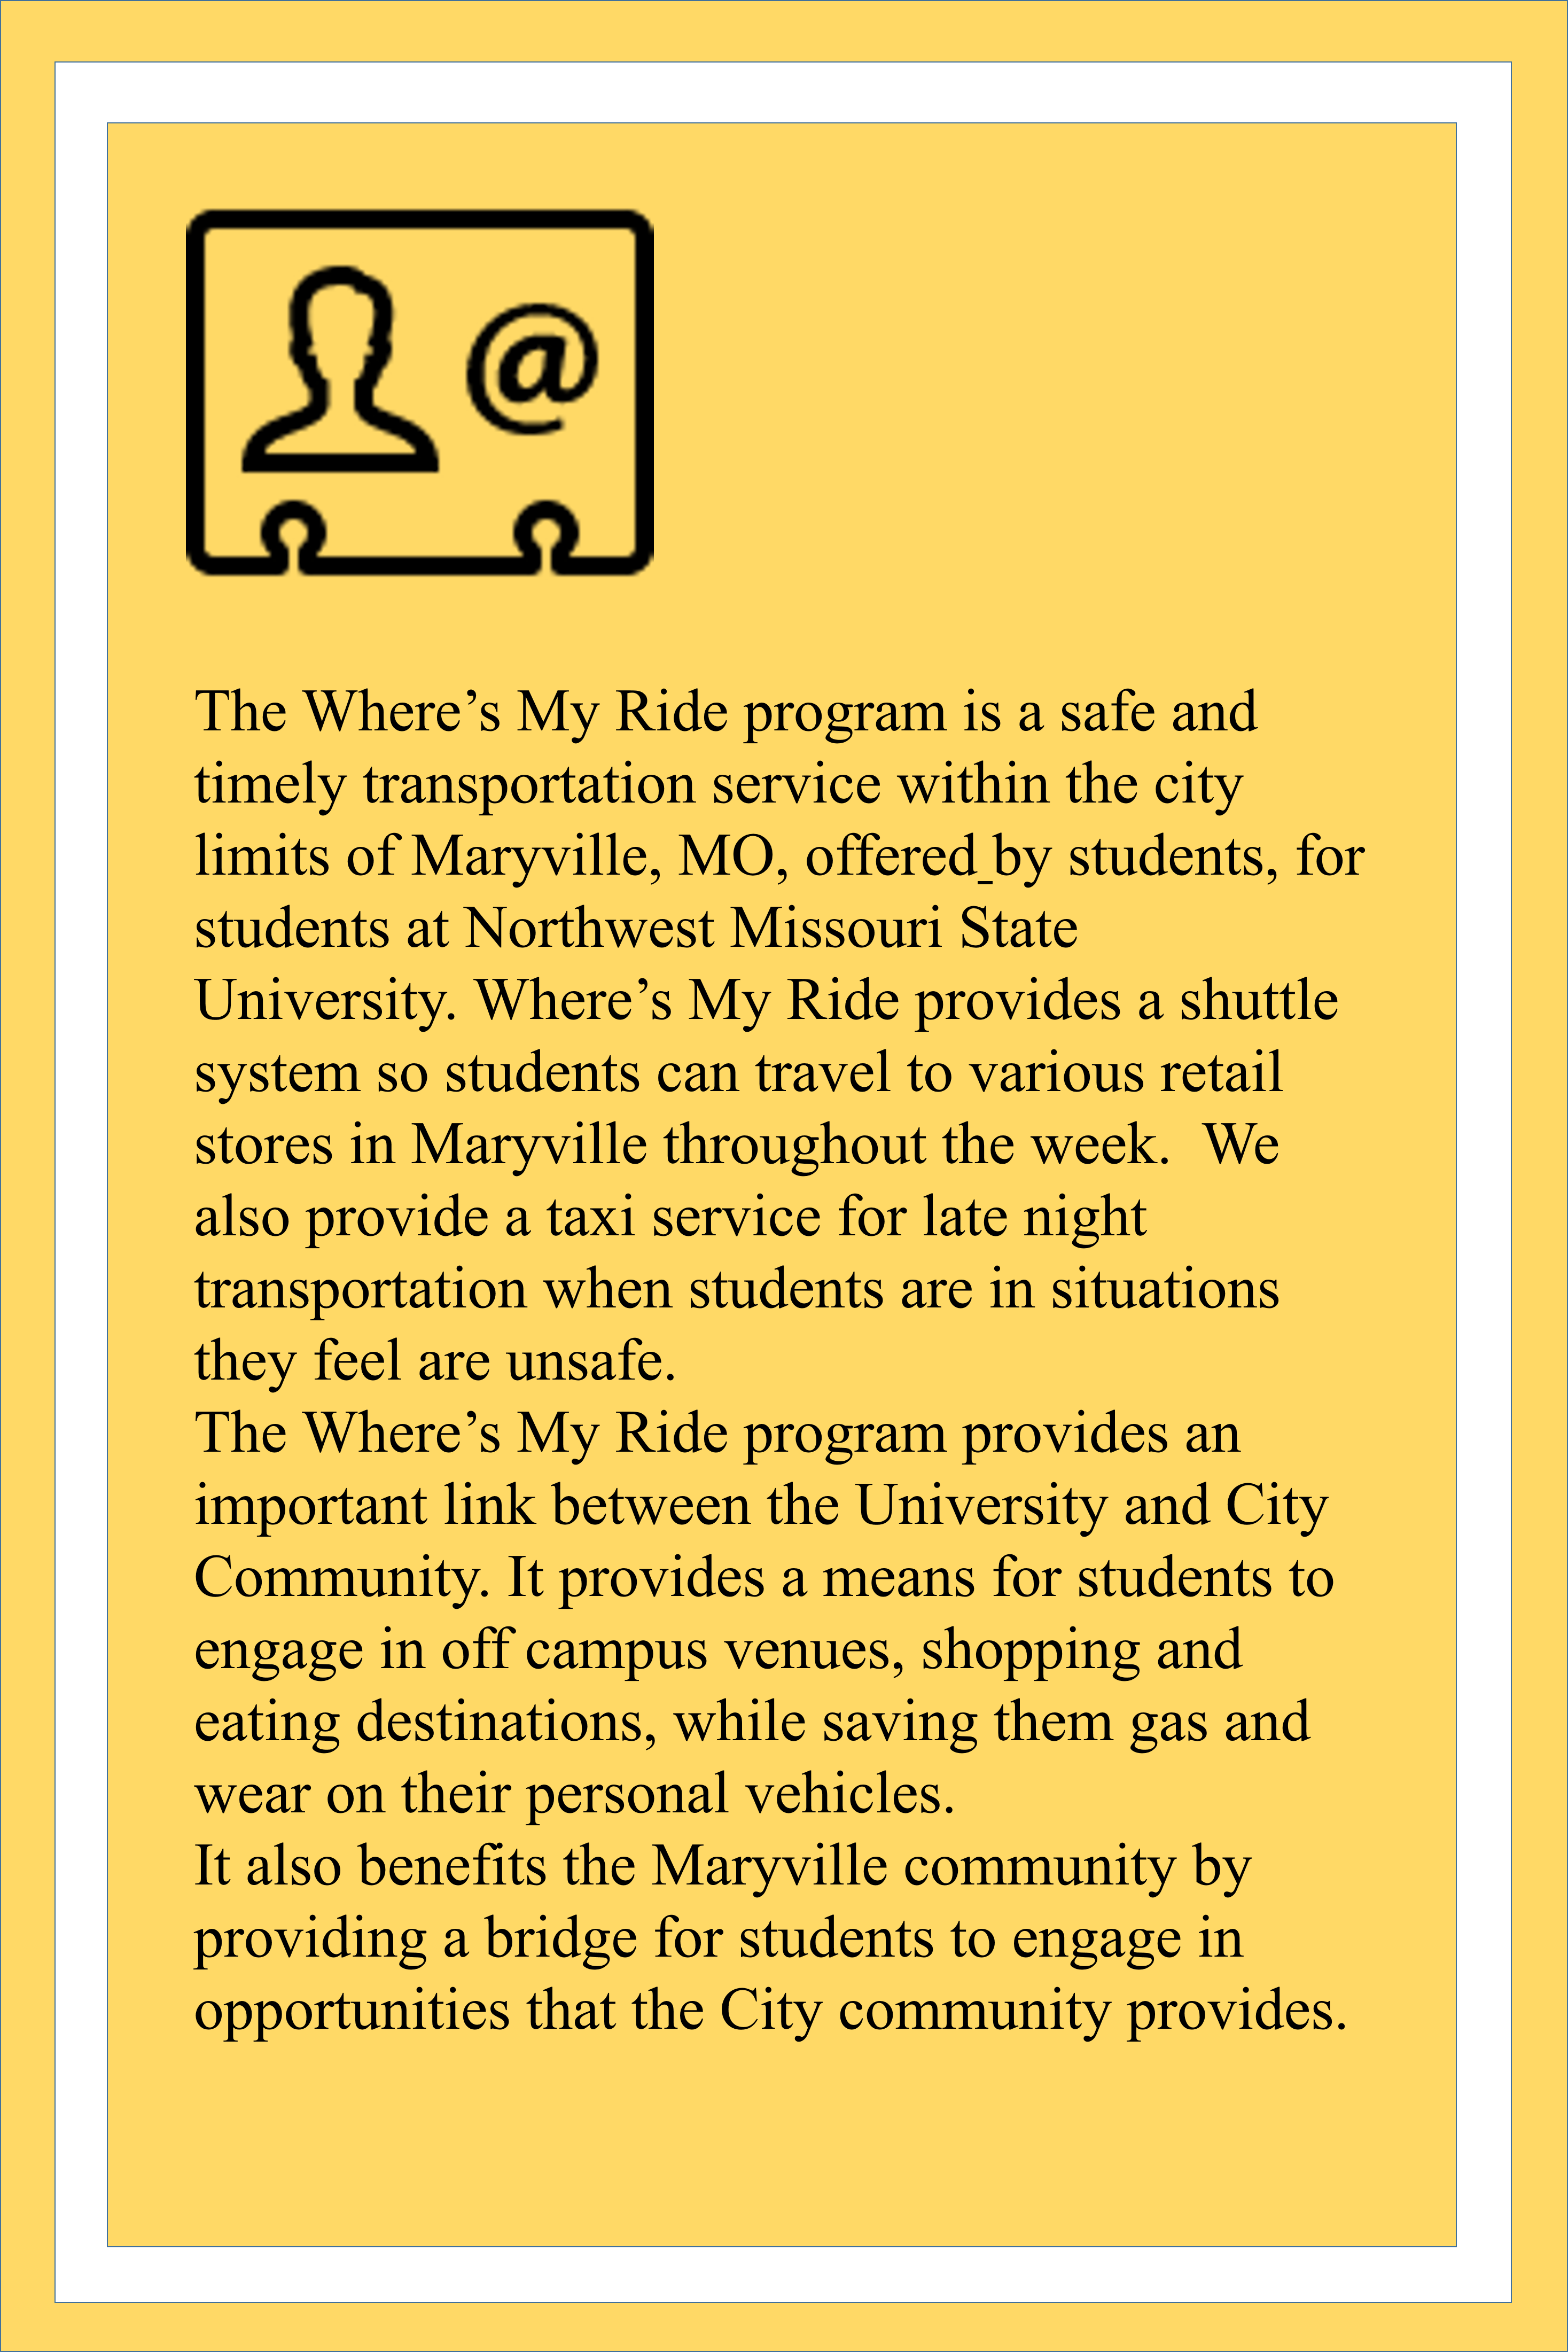 @
The Where’s My Ride program is a safe and
timely transportation service within the city
limits of Maryville, MO, offered by students, for
students at Northwest Missouri State
University. Where’s My Ride provides a shuttle
system so students can travel to various retail
stores in Maryville throughout the week.  We
also provide a taxi service for late night
transportation when students are in situations
they feel are unsafe.
The Where’s My Ride program provides an
important link between the University and City
Community. It provides a means for students to
engage in off campus venues, shopping and
eating destinations, while saving them gas and
wear on their personal vehicles.
It also benefits the Maryville community by
providing a bridge for students to engage in
opportunities that the City community provides.